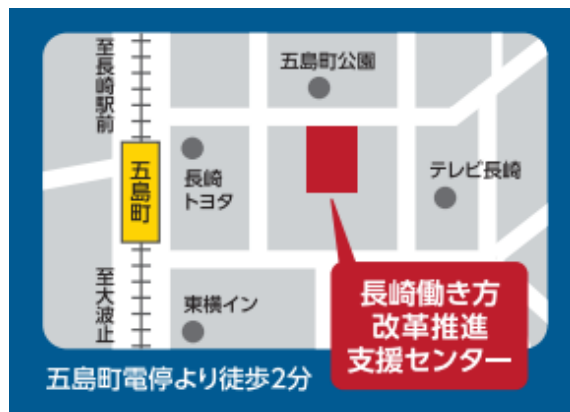 至長崎駅前
五島町公園
五島町
長崎
トヨタ
テレビ長崎
至大波止
東横イン
長崎働き方
改革推進
支援センター
五島町電停より徒歩2分